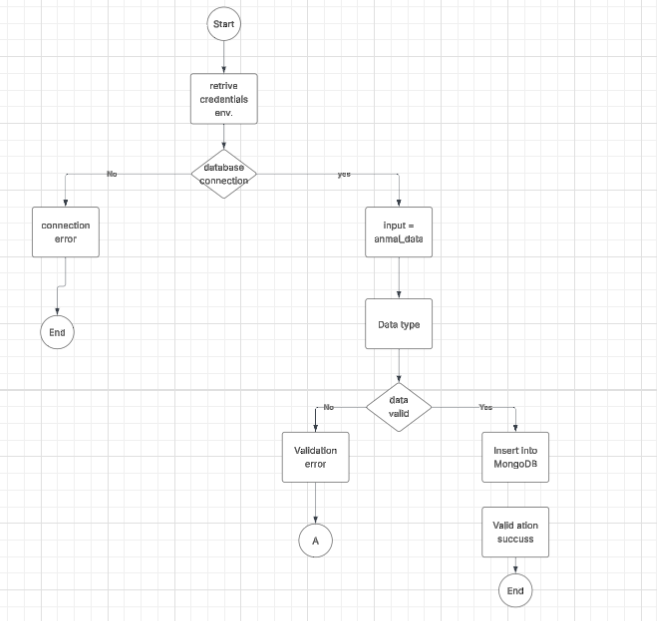 Start
retrive
credentials
env.
database
connection
No
yes
connection
error
input =
anmal_data
End
Data type
data
valid
No
Yes
Validation
error
Insert into
MongoDB
A
Valid ation
succuss
End